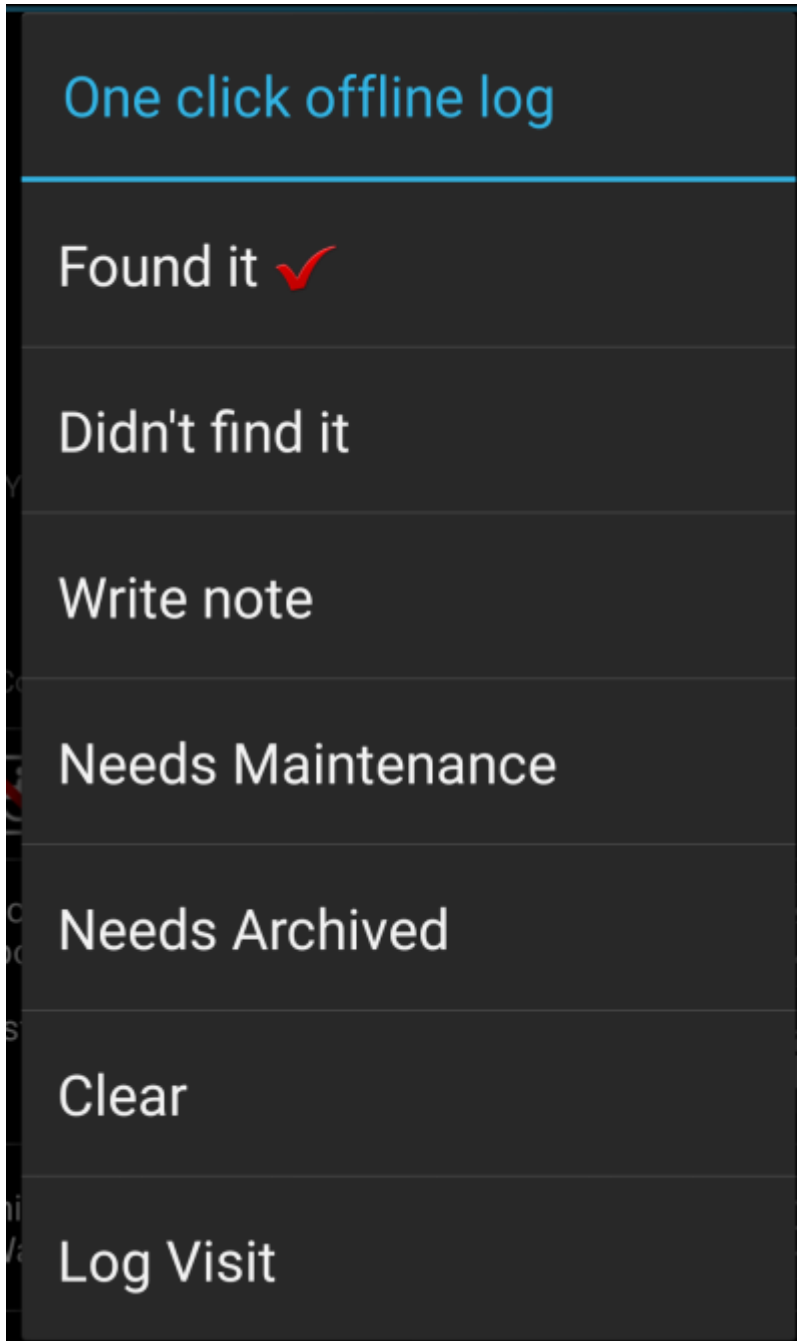 One click offline log
Found it
Didn't find it
Write note
Needs Maintenance
Needs Archived
Clear
Log Visit